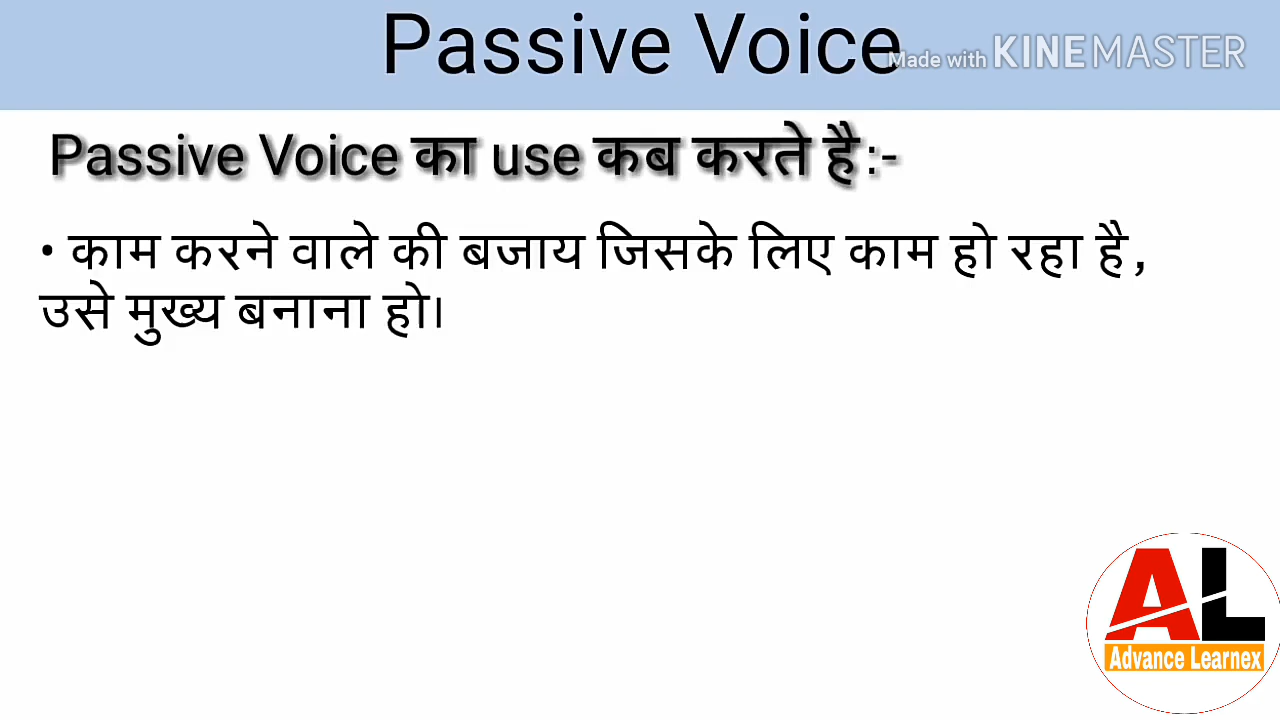 Passive Voice
Made with KINEMASTER
Passive Voice का use कब करते है:-
• काम करने वाले की बजाय जिसके लिए काम हो रहा है,
उसे मुख्य बनाना हो।
AL
Advance Learnex